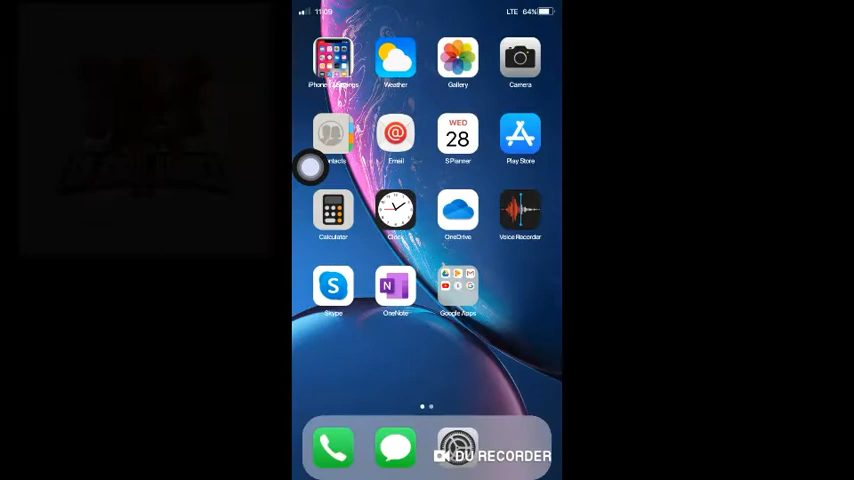 11:09 LTE 64%
iPhone X Settings Weather Gallery Camera
WED
28
ontacts Email S Planner Play Store
Calculator Clock OneDrive Voice Recorder
S N
Skype OneNote Google Apps
DU RECORDER